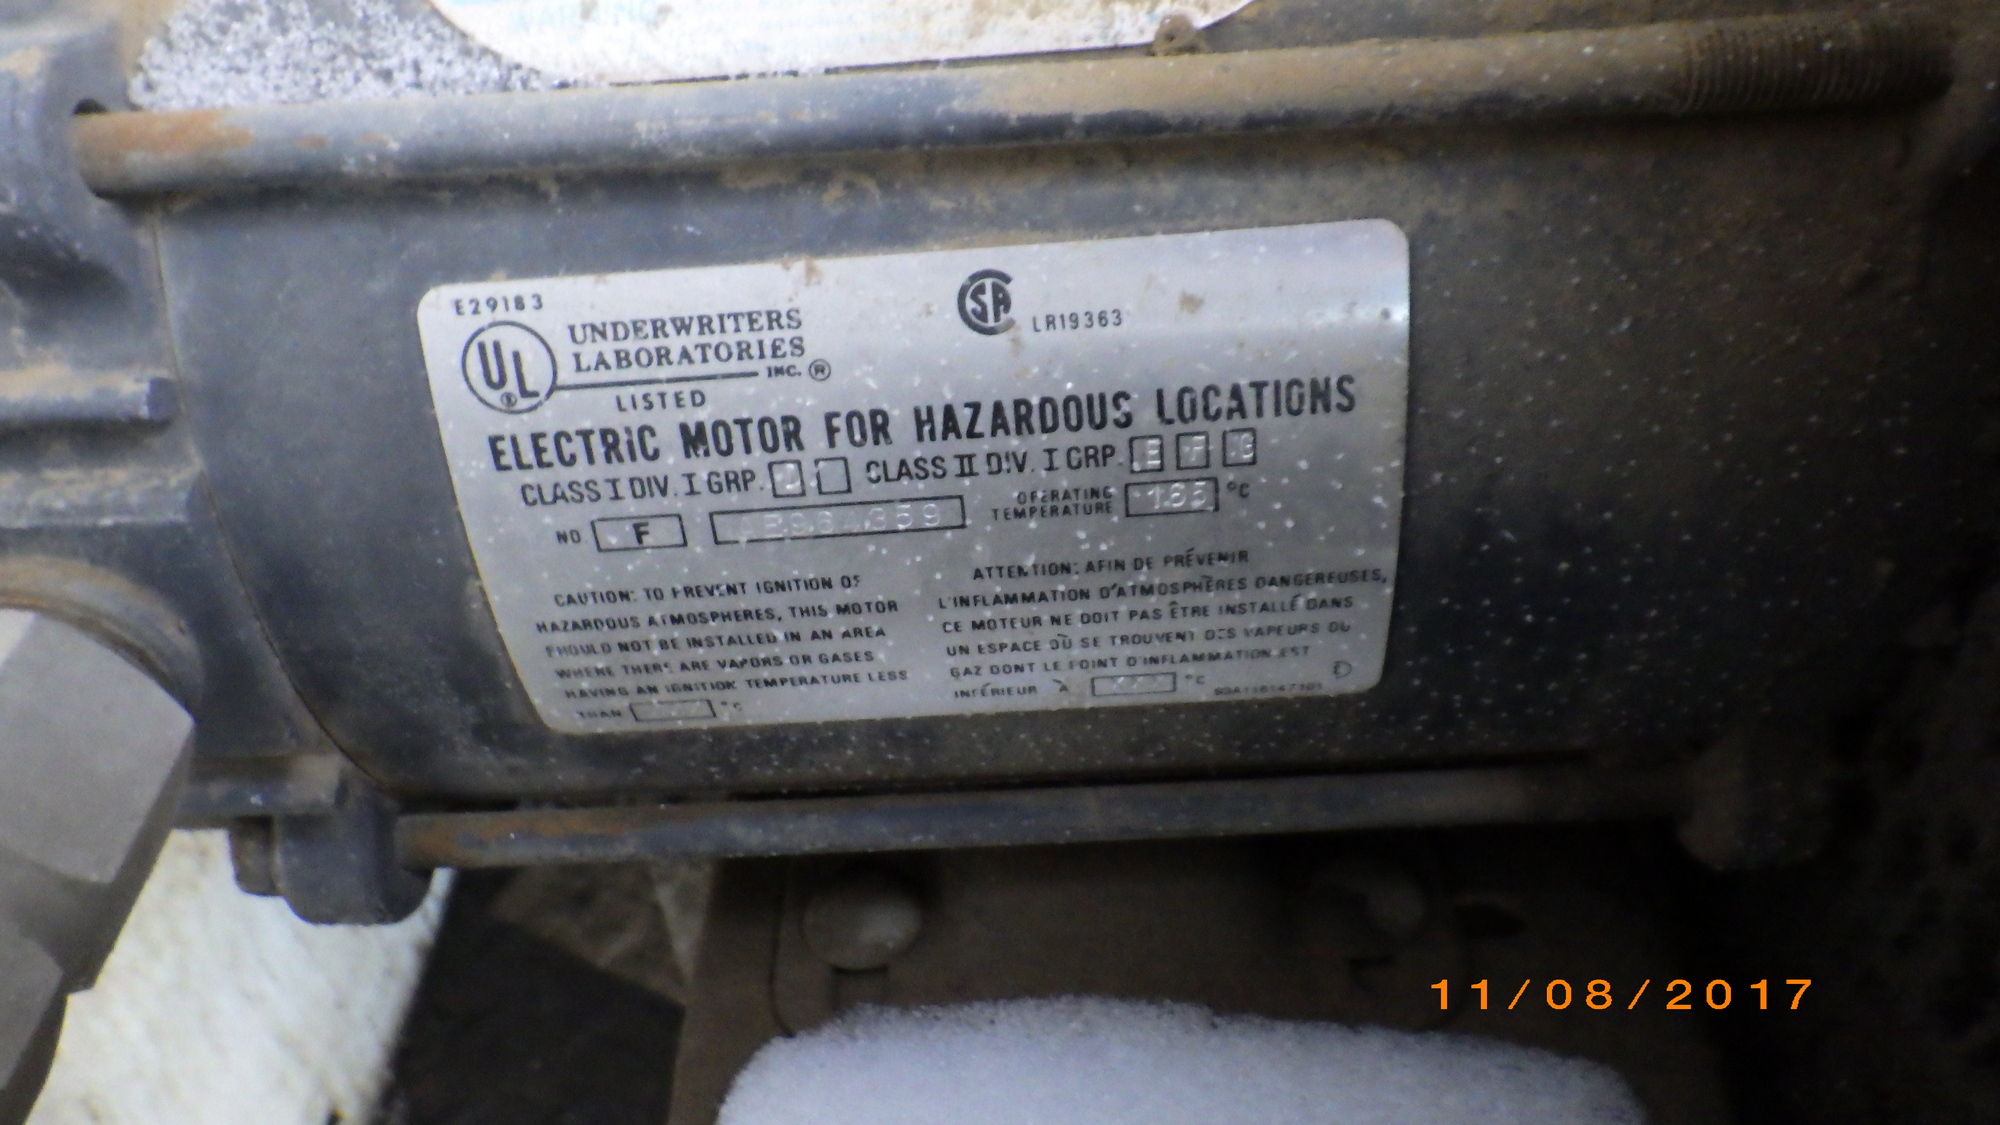 WARNING
E29183
UL
UNDERWRITERS
LABORATORIES
INC. ®
LISTED
SA LR19363
ELECTRIC MOTOR FOR HAZARDOUS LOCATIONS
CLASS I DIV. I GRP. D CLASS II DIV. I GRP. E F G
NO. F OPERATING TEMPERATURE 165 °C
CAUTION: TO PREVENT IGNITION OF
HAZARDOUS ATMOSPHERES, THIS MOTOR
SHOULD NOT BE INSTALLED IN AN AREA
WHERE THERE ARE VAPORS OR GASES
HAVING AN IGNITION TEMPERATURE LESS
THAN °C
ATTENTION: AFIN DE PRÉVENIR
L'INFLAMMATION D'ATMOSPHÈRES DANGEREUSES,
CE MOTEUR NE DOIT PAS ÊTRE INSTALLÉ DANS
UN ESPACE OÙ SE TROUVENT DES VAPEURS OU
GAZ DONT LE POINT D'INFLAMMATION EST
INFÉRIEUR À °C
11/08/2017